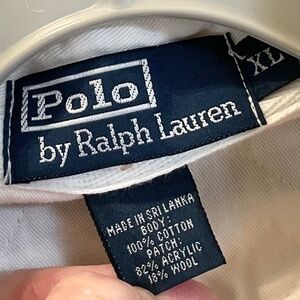 Polo
by Ralph Lauren
XL
MADE IN SRI LANKA
BODY:
100% COTTON
PATCH:
82% ACRYLIC
18% WOOL